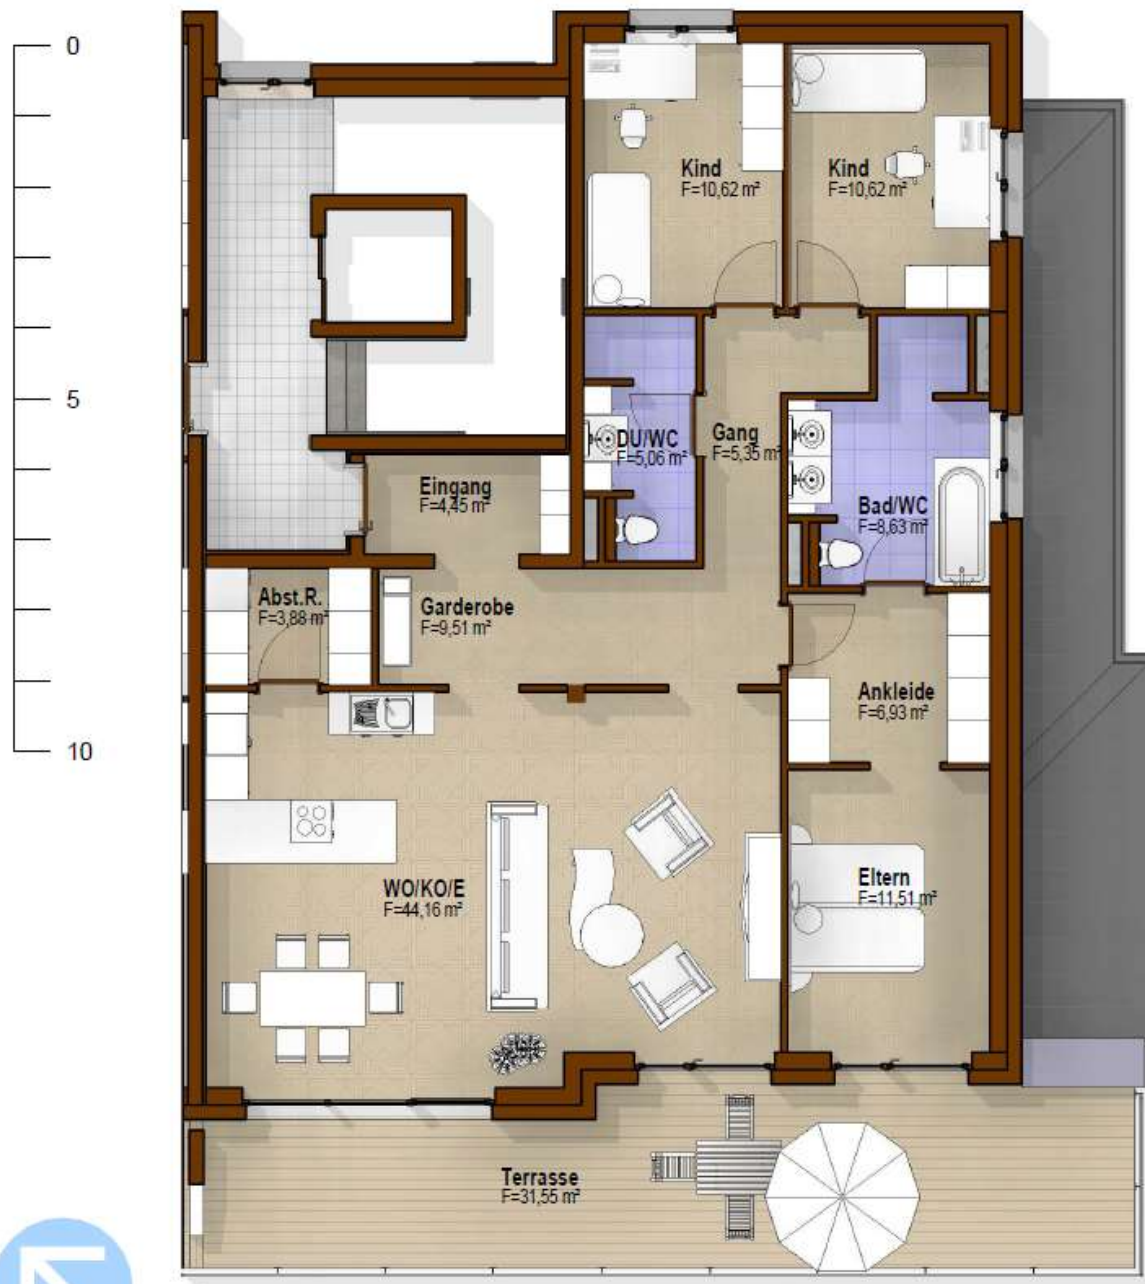 0
Kind
F=10,62 m²
Kind
F=10,62 m²
5
DU/WC
F=5,06 m²
Gang
F=5,35 m²
Eingang
F=4,45 m²
Bad/WC
F=8,63 m²
Abst.R.
F=3,88 m²
Garderobe
F=9,51 m²
Ankleide
F=6,93 m²
10
WO/KO/E
F=44,16 m²
Eltern
F=11,51 m²
Terrasse
F=31,55 m²